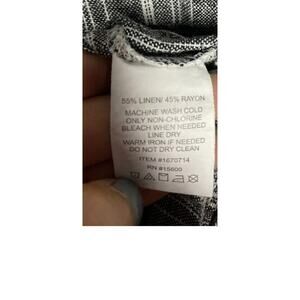 55% LINEN/ 45% RAYON
MACHINE WASH COLD
ONLY NON-CHLORINE
BLEACH WHEN NEEDED
LINE DRY
WARM IRON IF NEEDED
DO NOT DRY CLEAN
ITEM #1670714
RN #15600